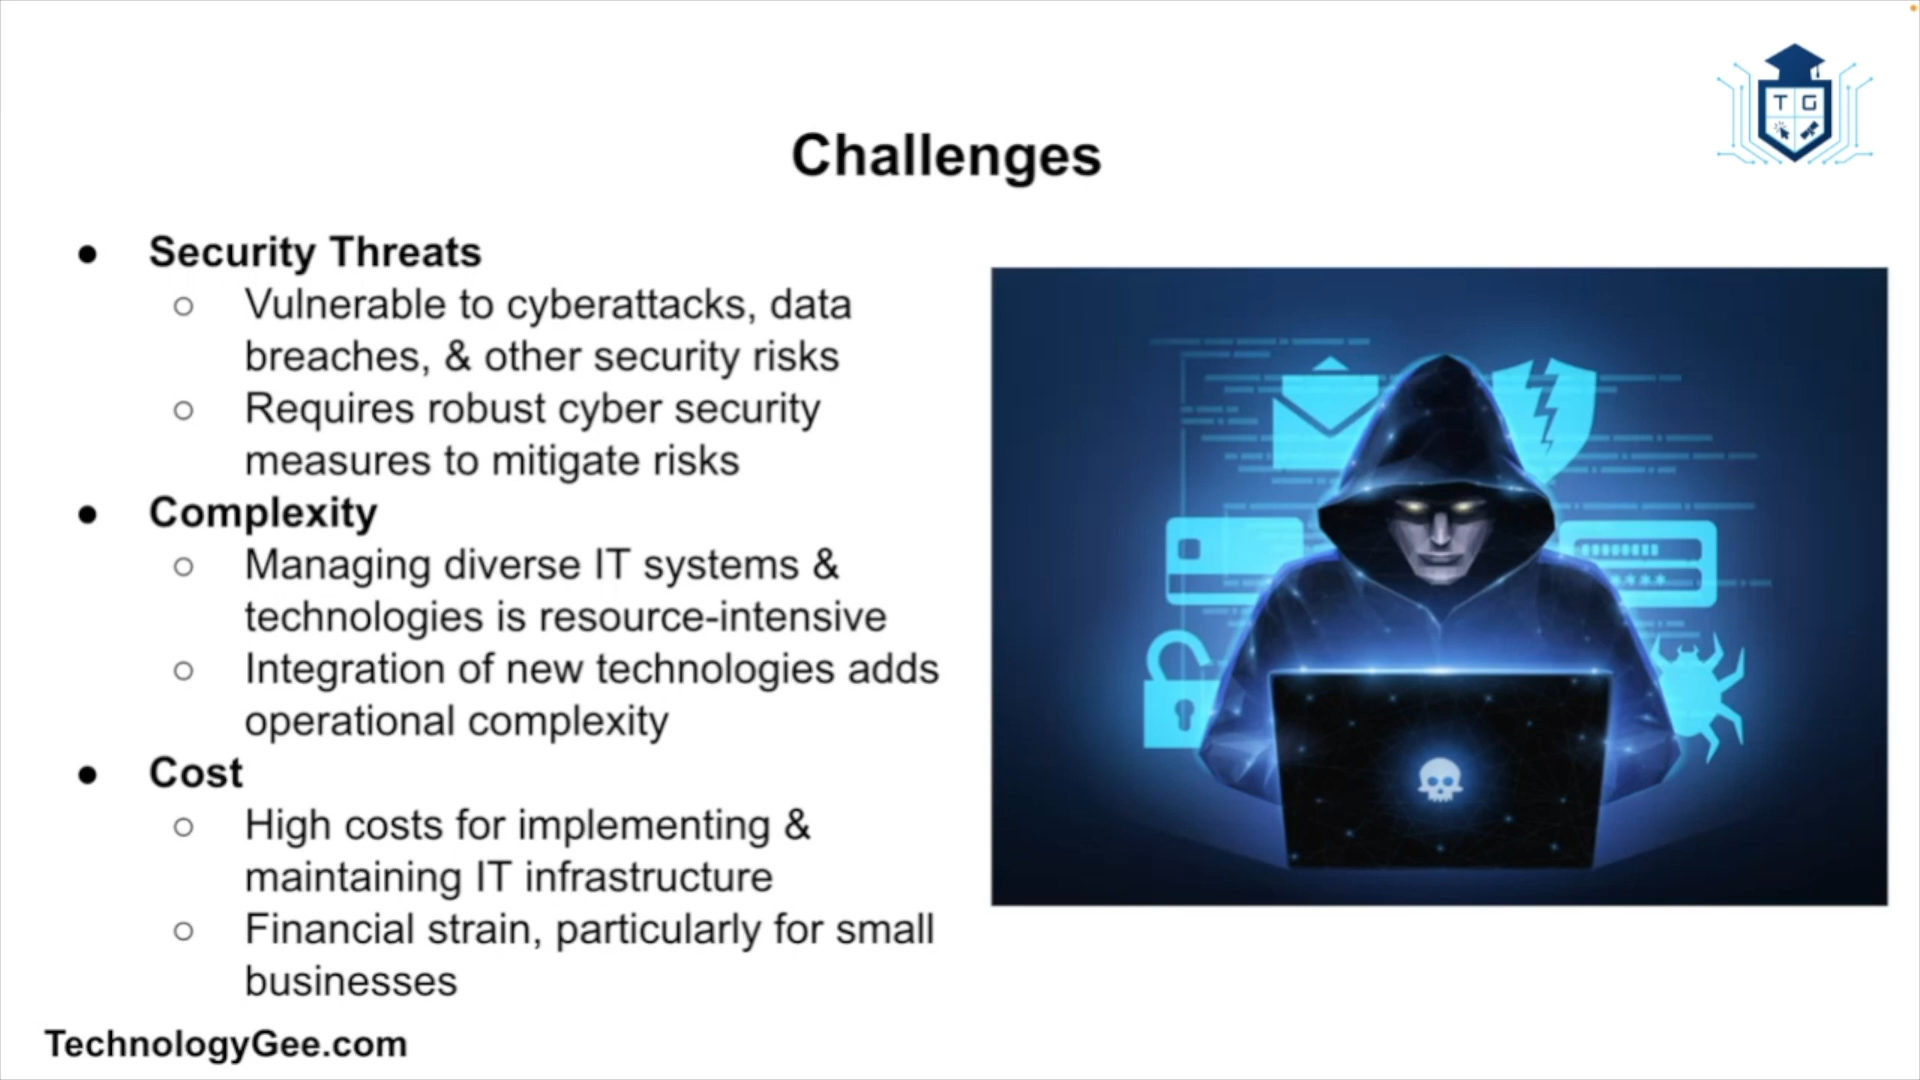 T G
Challenges
● Security Threats
○ Vulnerable to cyberattacks, data
breaches, & other security risks
○ Requires robust cyber security
measures to mitigate risks
● Complexity
○ Managing diverse IT systems &
technologies is resource-intensive
○ Integration of new technologies adds
operational complexity
● Cost
○ High costs for implementing &
maintaining IT infrastructure
○ Financial strain, particularly for small
businesses
TechnologyGee.com